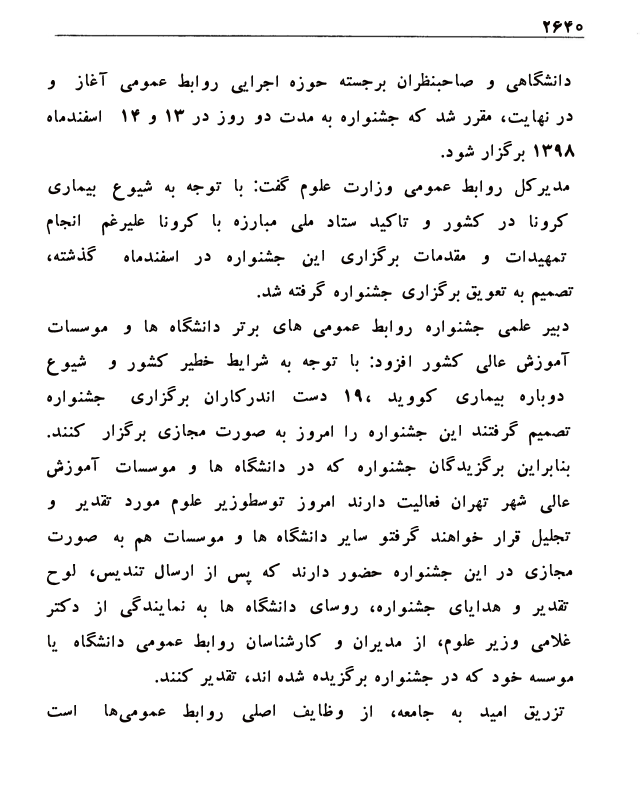 ۲۶۴۰
دانشگاهی و صاحبنظران برجسته حوزه اجرایی روابط عمومی آغاز و
در نهایت، مقرر شد که جشنواره به مدت دو روز در ۱۳ و ۱۴ اسفندماه
۱۳۹۸ برگزار شود.
مدیرکل روابط عمومی وزارت علوم گفت: با توجه به شیوع بیماری
کرونا در کشور و تاکید ستاد ملی مبارزه با کرونا علیرغم انجام
تمهیدات و مقدمات برگزاری این جشنواره در اسفندماه گذشته،
تصمیم به تعویق برگزاری جشنواره گرفته شد.
دبیر علمی جشنواره روابط عمومی های برتر دانشگاه ها و موسسات
آموزش عالی کشور افزود: با توجه به شرایط خطیر کشور و شیوع
دوباره بیماری کووید ،۱۹ دست اندرکاران برگزاری جشنواره
تصمیم گرفتند این جشنواره را امروز به صورت مجازی برگزار کنند.
بنابراین برگزیدگان جشنواره که در دانشگاه ها و موسسات آموزش
عالی شهر تهران فعالیت دارند امروز توسطوزیر علوم مورد تقدیر و
تجلیل قرار خواهند گرفتو سایر دانشگاه ها و موسسات هم به صورت
مجازی در این جشنواره حضور دارند که پس از ارسال تندیس، لوح
تقدیر و هدایای جشنواره، روسای دانشگاه ها به نمایندگی از دکتر
غلامی وزیر علوم، از مدیران و کارشناسان روابط عمومی دانشگاه یا
موسسه خود که در جشنواره برگزیده شده اند، تقدیر کنند.
تزریق امید به جامعه، از وظایف اصلی روابط عمومی‌ها است